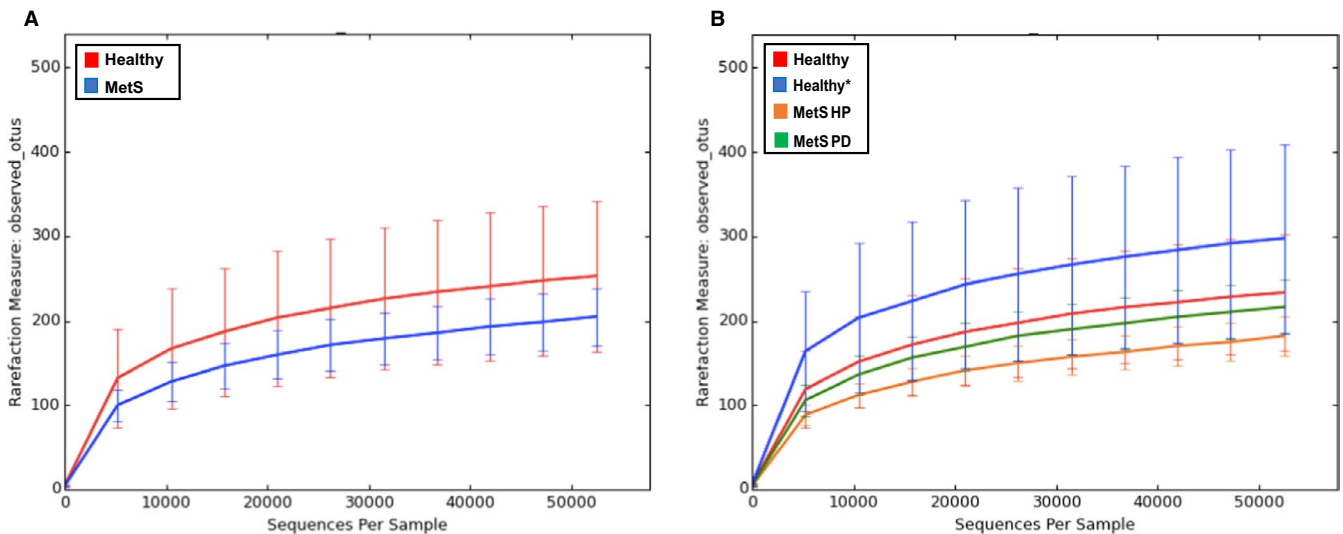 A
Healthy
MetS
500
400
300
200
100
0
Rarefaction Measure: observed_otus
0 10000 20000 30000 40000 50000
Sequences Per Sample
B
Healthy
Healthy*
MetS HP
MetS PD
500
400
300
200
100
0
Rarefaction Measure: observed_otus
0 10000 20000 30000 40000 50000
Sequences Per Sample